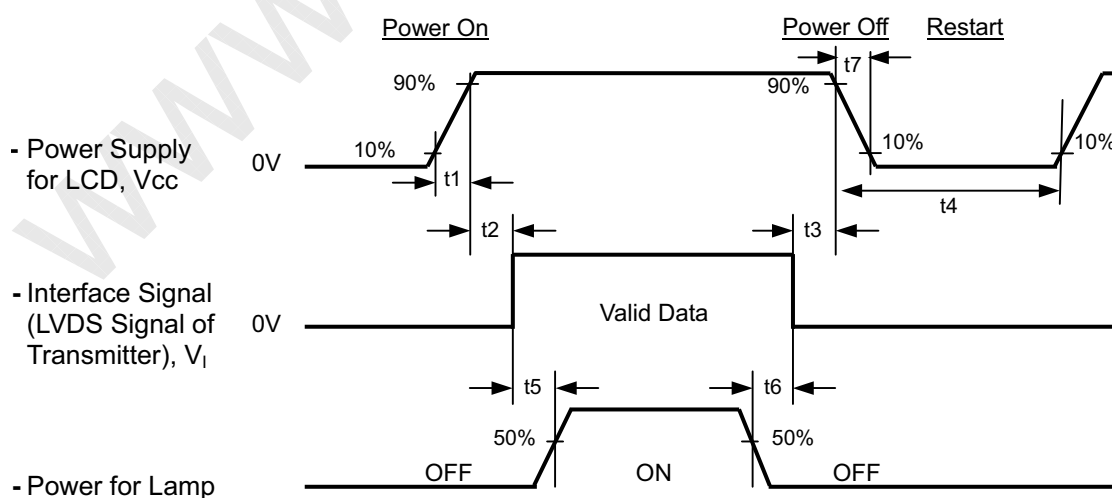 www
Power On
Power Off
Restart
t7
90%
90%
- Power Supply
for LCD, Vcc
0V
10%
10%
10%
t1
t4
t2
t3
- Interface Signal
(LVDS Signal of
Transmitter), VI
0V
Valid Data
t5
t6
50%
50%
- Power for Lamp
OFF
ON
OFF